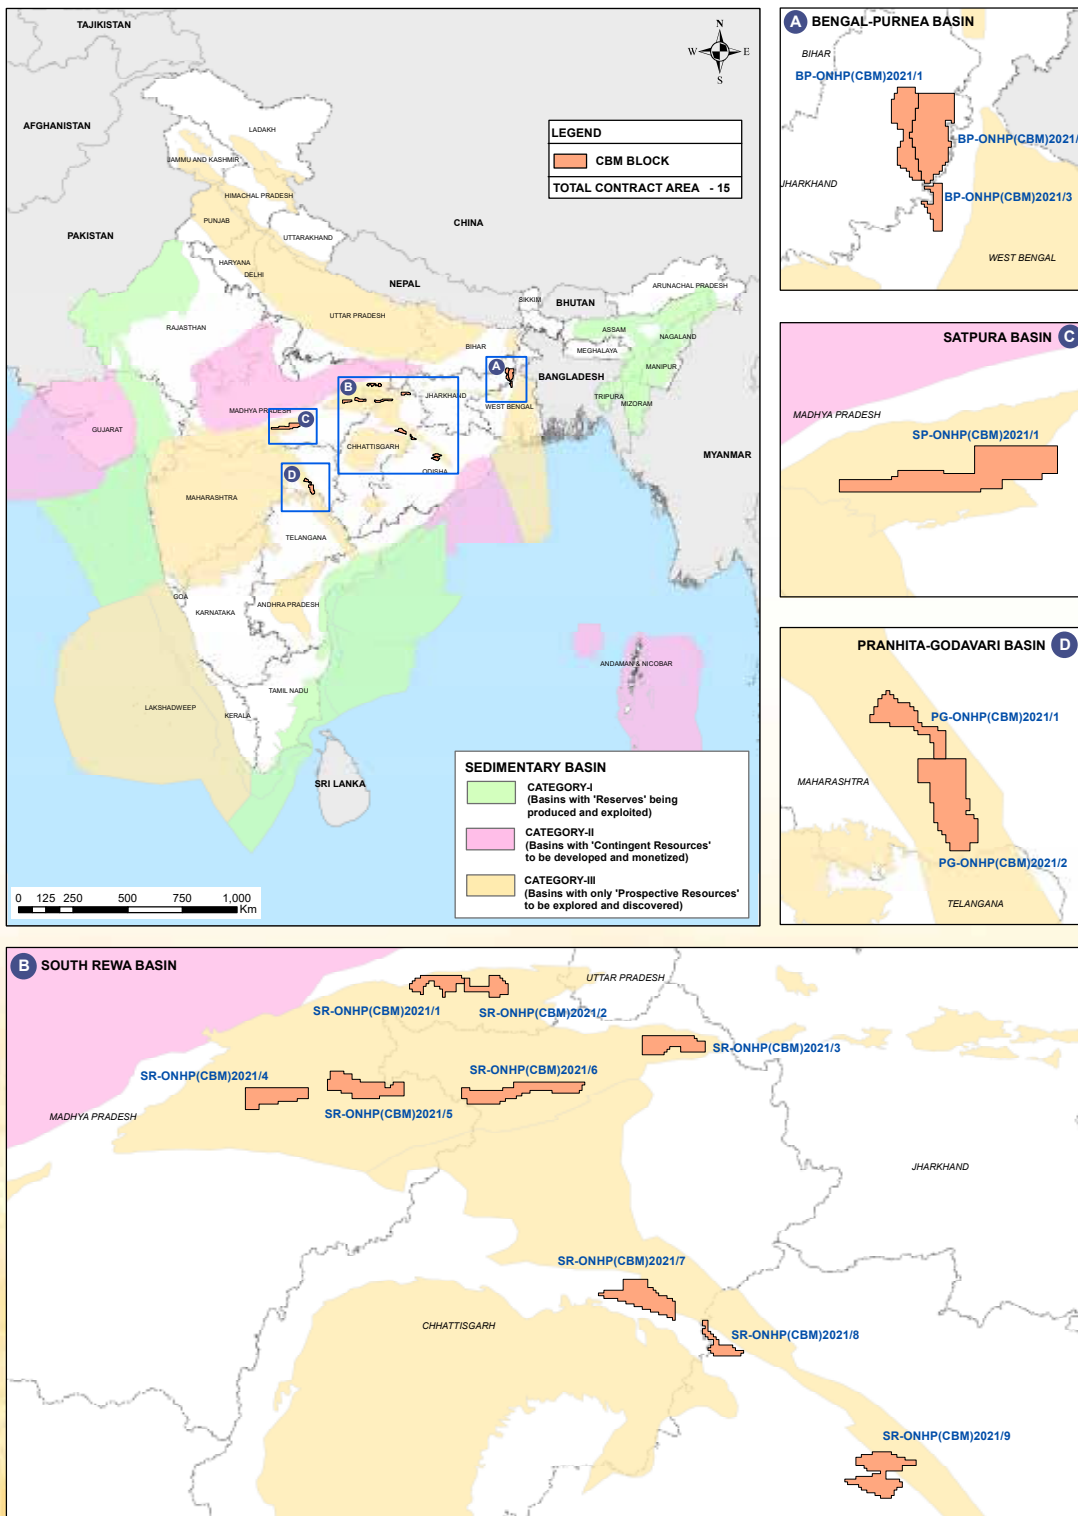 TAJIKISTAN
AFGHANISTAN
PAKISTAN
CHINA
NEPAL
BHUTAN
BANGLADESH
MYANMAR
SRI LANKA
N
W E
S
LEGEND
CBM BLOCK
TOTAL CONTRACT AREA - 15
LADAKH
JAMMU AND KASHMIR
HIMACHAL PRADESH
PUNJAB
UTTARAKHAND
HARYANA
DELHI
RAJASTHAN
UTTAR PRADESH
SIKKIM
ARUNACHAL PRADESH
ASSAM
NAGALAND
MEGHALAYA
MANIPUR
TRIPURA
MIZORAM
BIHAR
JHARKHAND
WEST BENGAL
MADHYA PRADESH
GUJARAT
CHHATTISGARH
ODISHA
MAHARASHTRA
TELANGANA
GOA
KARNATAKA
ANDHRA PRADESH
TAMIL NADU
KERALA
LAKSHADWEEP
ANDAMAN & NICOBAR
A
B
C
D
SEDIMENTARY BASIN
CATEGORY-I
(Basins with 'Reserves' being
produced and exploited)
CATEGORY-II
(Basins with 'Contingent Resources'
to be developed and monetized)
CATEGORY-III
(Basins with only 'Prospective Resources'
to be explored and discovered)
0 125 250 500 750 1,000
Km
A BENGAL-PURNEA BASIN
BIHAR
BP-ONHP(CBM)2021/1
BP-ONHP(CBM)2021/
JHARKHAND
BP-ONHP(CBM)2021/3
WEST BENGAL
SATPURA BASIN C
MADHYA PRADESH
SP-ONHP(CBM)2021/1
PRANHITA-GODAVARI BASIN D
PG-ONHP(CBM)2021/1
MAHARASHTRA
PG-ONHP(CBM)2021/2
TELANGANA
B SOUTH REWA BASIN
UTTAR PRADESH
SR-ONHP(CBM)2021/1
SR-ONHP(CBM)2021/2
SR-ONHP(CBM)2021/3
SR-ONHP(CBM)2021/4
SR-ONHP(CBM)2021/6
MADHYA PRADESH
SR-ONHP(CBM)2021/5
JHARKHAND
SR-ONHP(CBM)2021/7
CHHATTISGARH
SR-ONHP(CBM)2021/8
SR-ONHP(CBM)2021/9